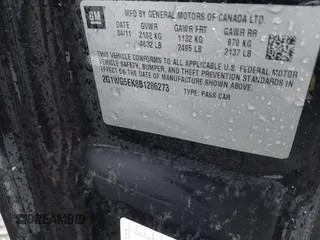 GM
MFD BY GENERAL MOTORS OF CANADA LTD.
DATE GVWR GAWR FRT GAWR RR
04/11 2102 KG 1132 KG 970 KG
4632 LB 2495 LB 2137 LB
THIS VEHICLE CONFORMS TO ALL APPLICABLE U.S. FEDERAL
MOTOR VEHICLE SAFETY, BUMPER, AND THEFT PREVENTION
STANDARDS IN EFFECT ON THE DATE OF MANUFACTURE SHOWN ABOVE.
2G1WG5EK8B1286273
TYPE: PASS CAR
DREAMBID